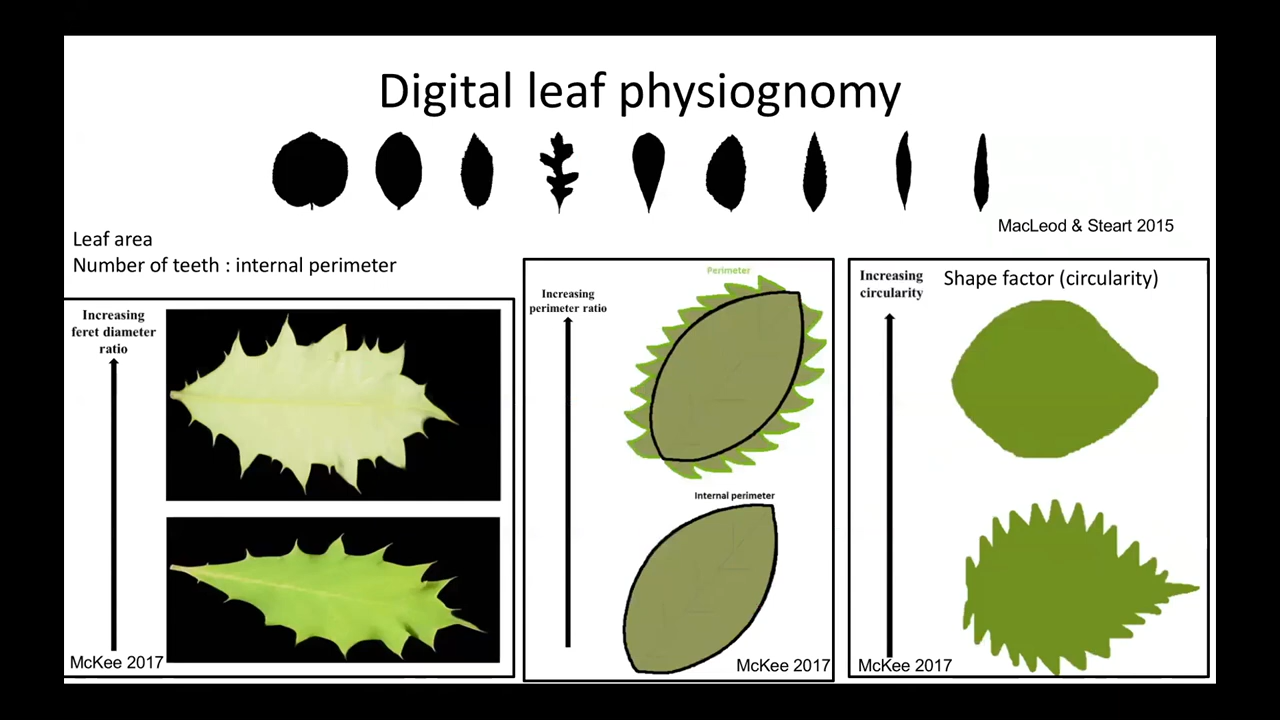 Digital leaf physiognomy
MacLeod & Steart 2015
Leaf area
Number of teeth : internal perimeter
Increasing
feret diameter
ratio
McKee 2017
Increasing
perimeter ratio
Perimeter
Internal perimeter
McKee 2017
Increasing
circularity
Shape factor (circularity)
McKee 2017